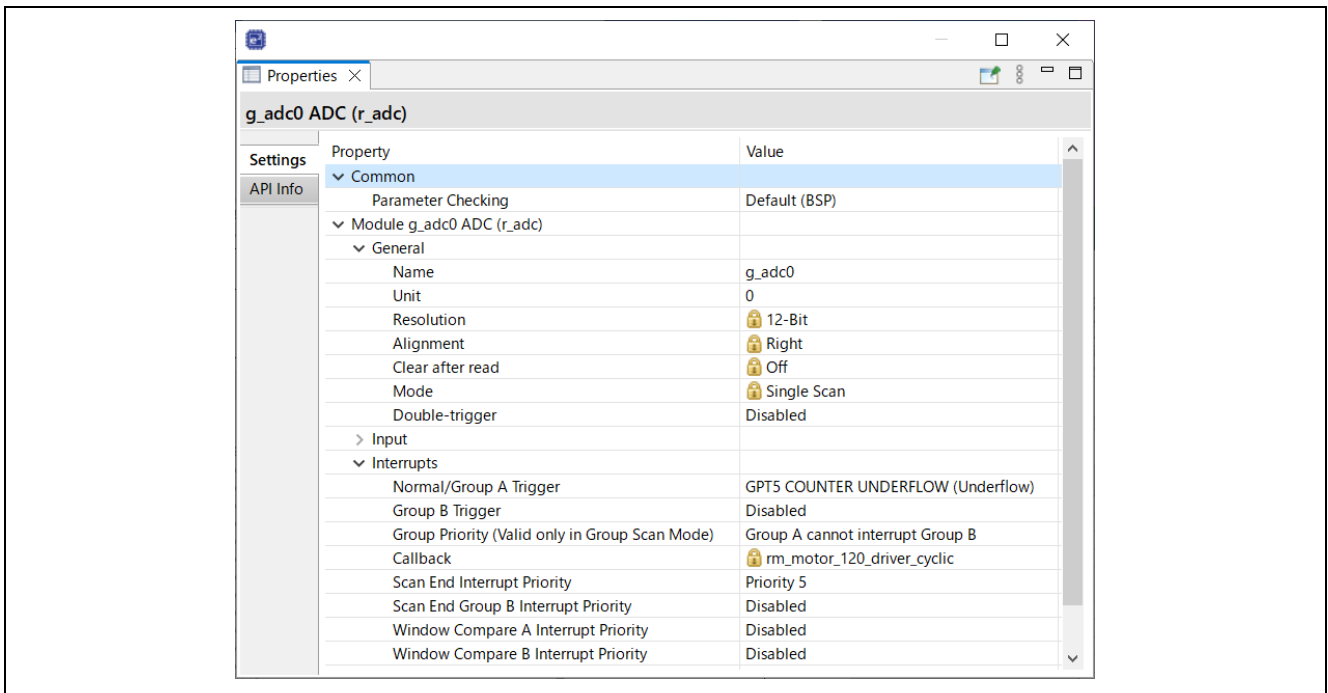 Properties
g_adc0 ADC (r_adc)
Settings
API Info
Property Value
Common
Parameter Checking Default (BSP)
Module g_adc0 ADC (r_adc)
General
Name g_adc0
Unit 0
Resolution 12-Bit
Alignment Right
Clear after read Off
Mode Single Scan
Double-trigger Disabled
Input
Interrupts
Normal/Group A Trigger GPT5 COUNTER UNDERFLOW (Underflow)
Group B Trigger Disabled
Group Priority (Valid only in Group Scan Mode) Group A cannot interrupt Group B
Callback rm_motor_120_driver_cyclic
Scan End Interrupt Priority Priority 5
Scan End Group B Interrupt Priority Disabled
Window Compare A Interrupt Priority Disabled
Window Compare B Interrupt Priority Disabled